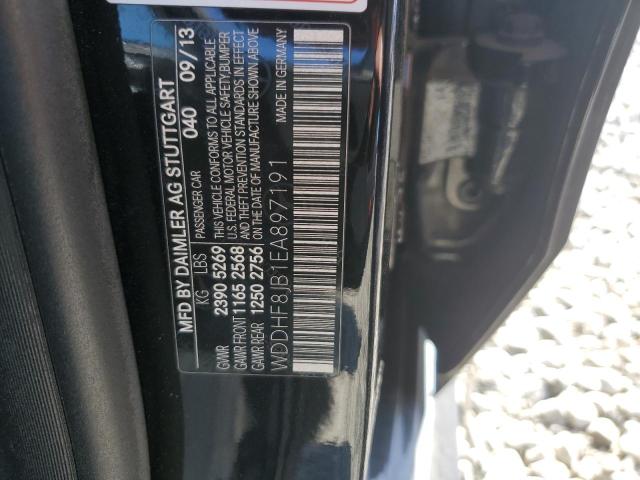 MFD BY DAIMLER AG STUTTGART
PASSENGER CAR 040 09/13
KG LBS
GVWR 2390 5269
GAWR FRONT 1165 2568
GAWR REAR 1250 2756
THIS VEHICLE CONFORMS TO ALL APPLICABLE
U.S. FEDERAL MOTOR VEHICLE SAFETY,BUMPER
AND THEFT PREVENTION STANDARDS IN EFFECT
ON THE DATE OF MANUFACTURE SHOWN ABOVE
WDDHF8JB1EA897191
MADE IN GERMANY